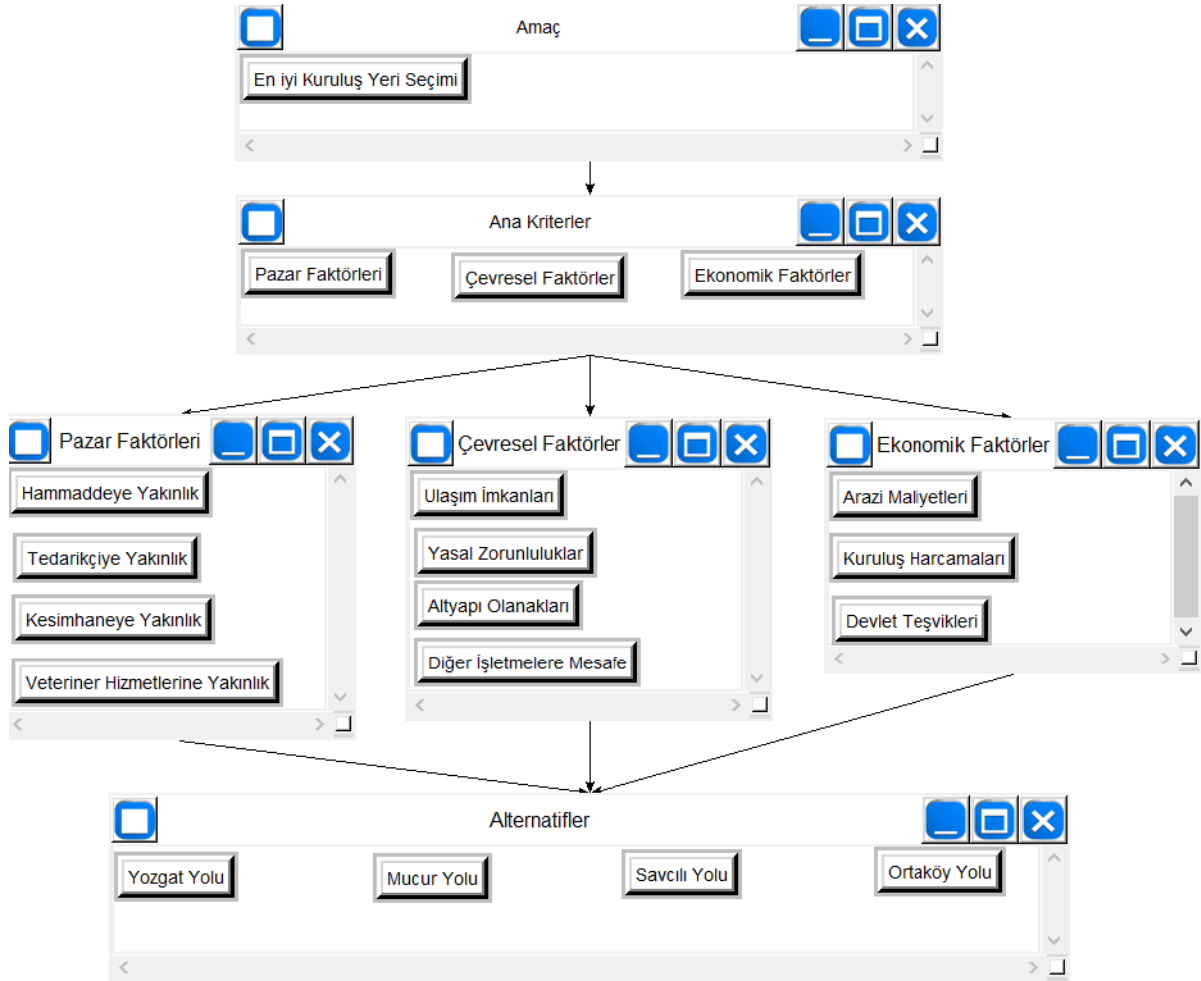 Amaç
En iyi Kuruluş Yeri Seçimi
Ana Kriterler
Pazar Faktörleri
Çevresel Faktörler
Ekonomik Faktörler
Pazar Faktörleri
Hammaddeye Yakınlık
Tedarikçiye Yakınlık
Kesimhaneye Yakınlık
Veteriner Hizmetlerine Yakınlık
Çevresel Faktörler
Ulaşım İmkanları
Yasal Zorunluluklar
Altyapı Olanakları
Diğer İşletmelere Mesafe
Ekonomik Faktörler
Arazi Maliyetleri
Kuruluş Harcamaları
Devlet Teşvikleri
Alternatifler
Yozgat Yolu
Mucur Yolu
Savcılı Yolu
Ortaköy Yolu